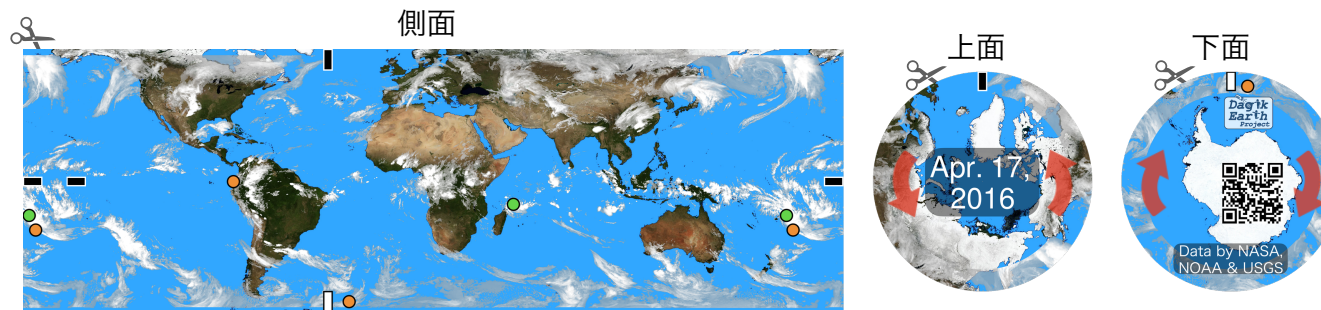 側面
上面
Apr. 17,
2016
下面
Dagik
Earth
Project
Data by NASA,
NOAA & USGS